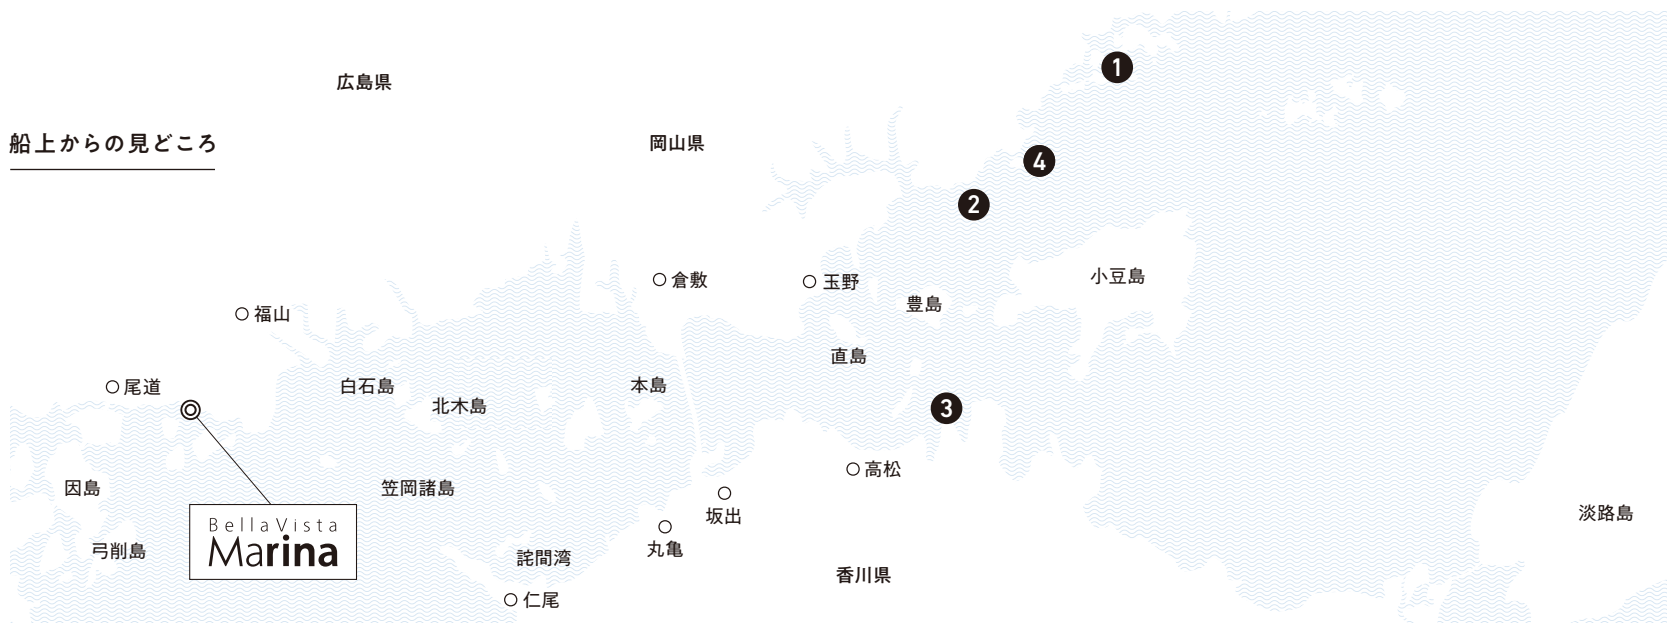 船上からの見どころ
広島県
岡山県
1
4
2
3
倉敷
玉野
豊島
小豆島
福山
直島
尾道
白石島
北木島
本島
高松
因島
笠岡諸島
坂出
淡路島
弓削島
BellaVista
Marina
詫間湾
丸亀
香川県
仁尾